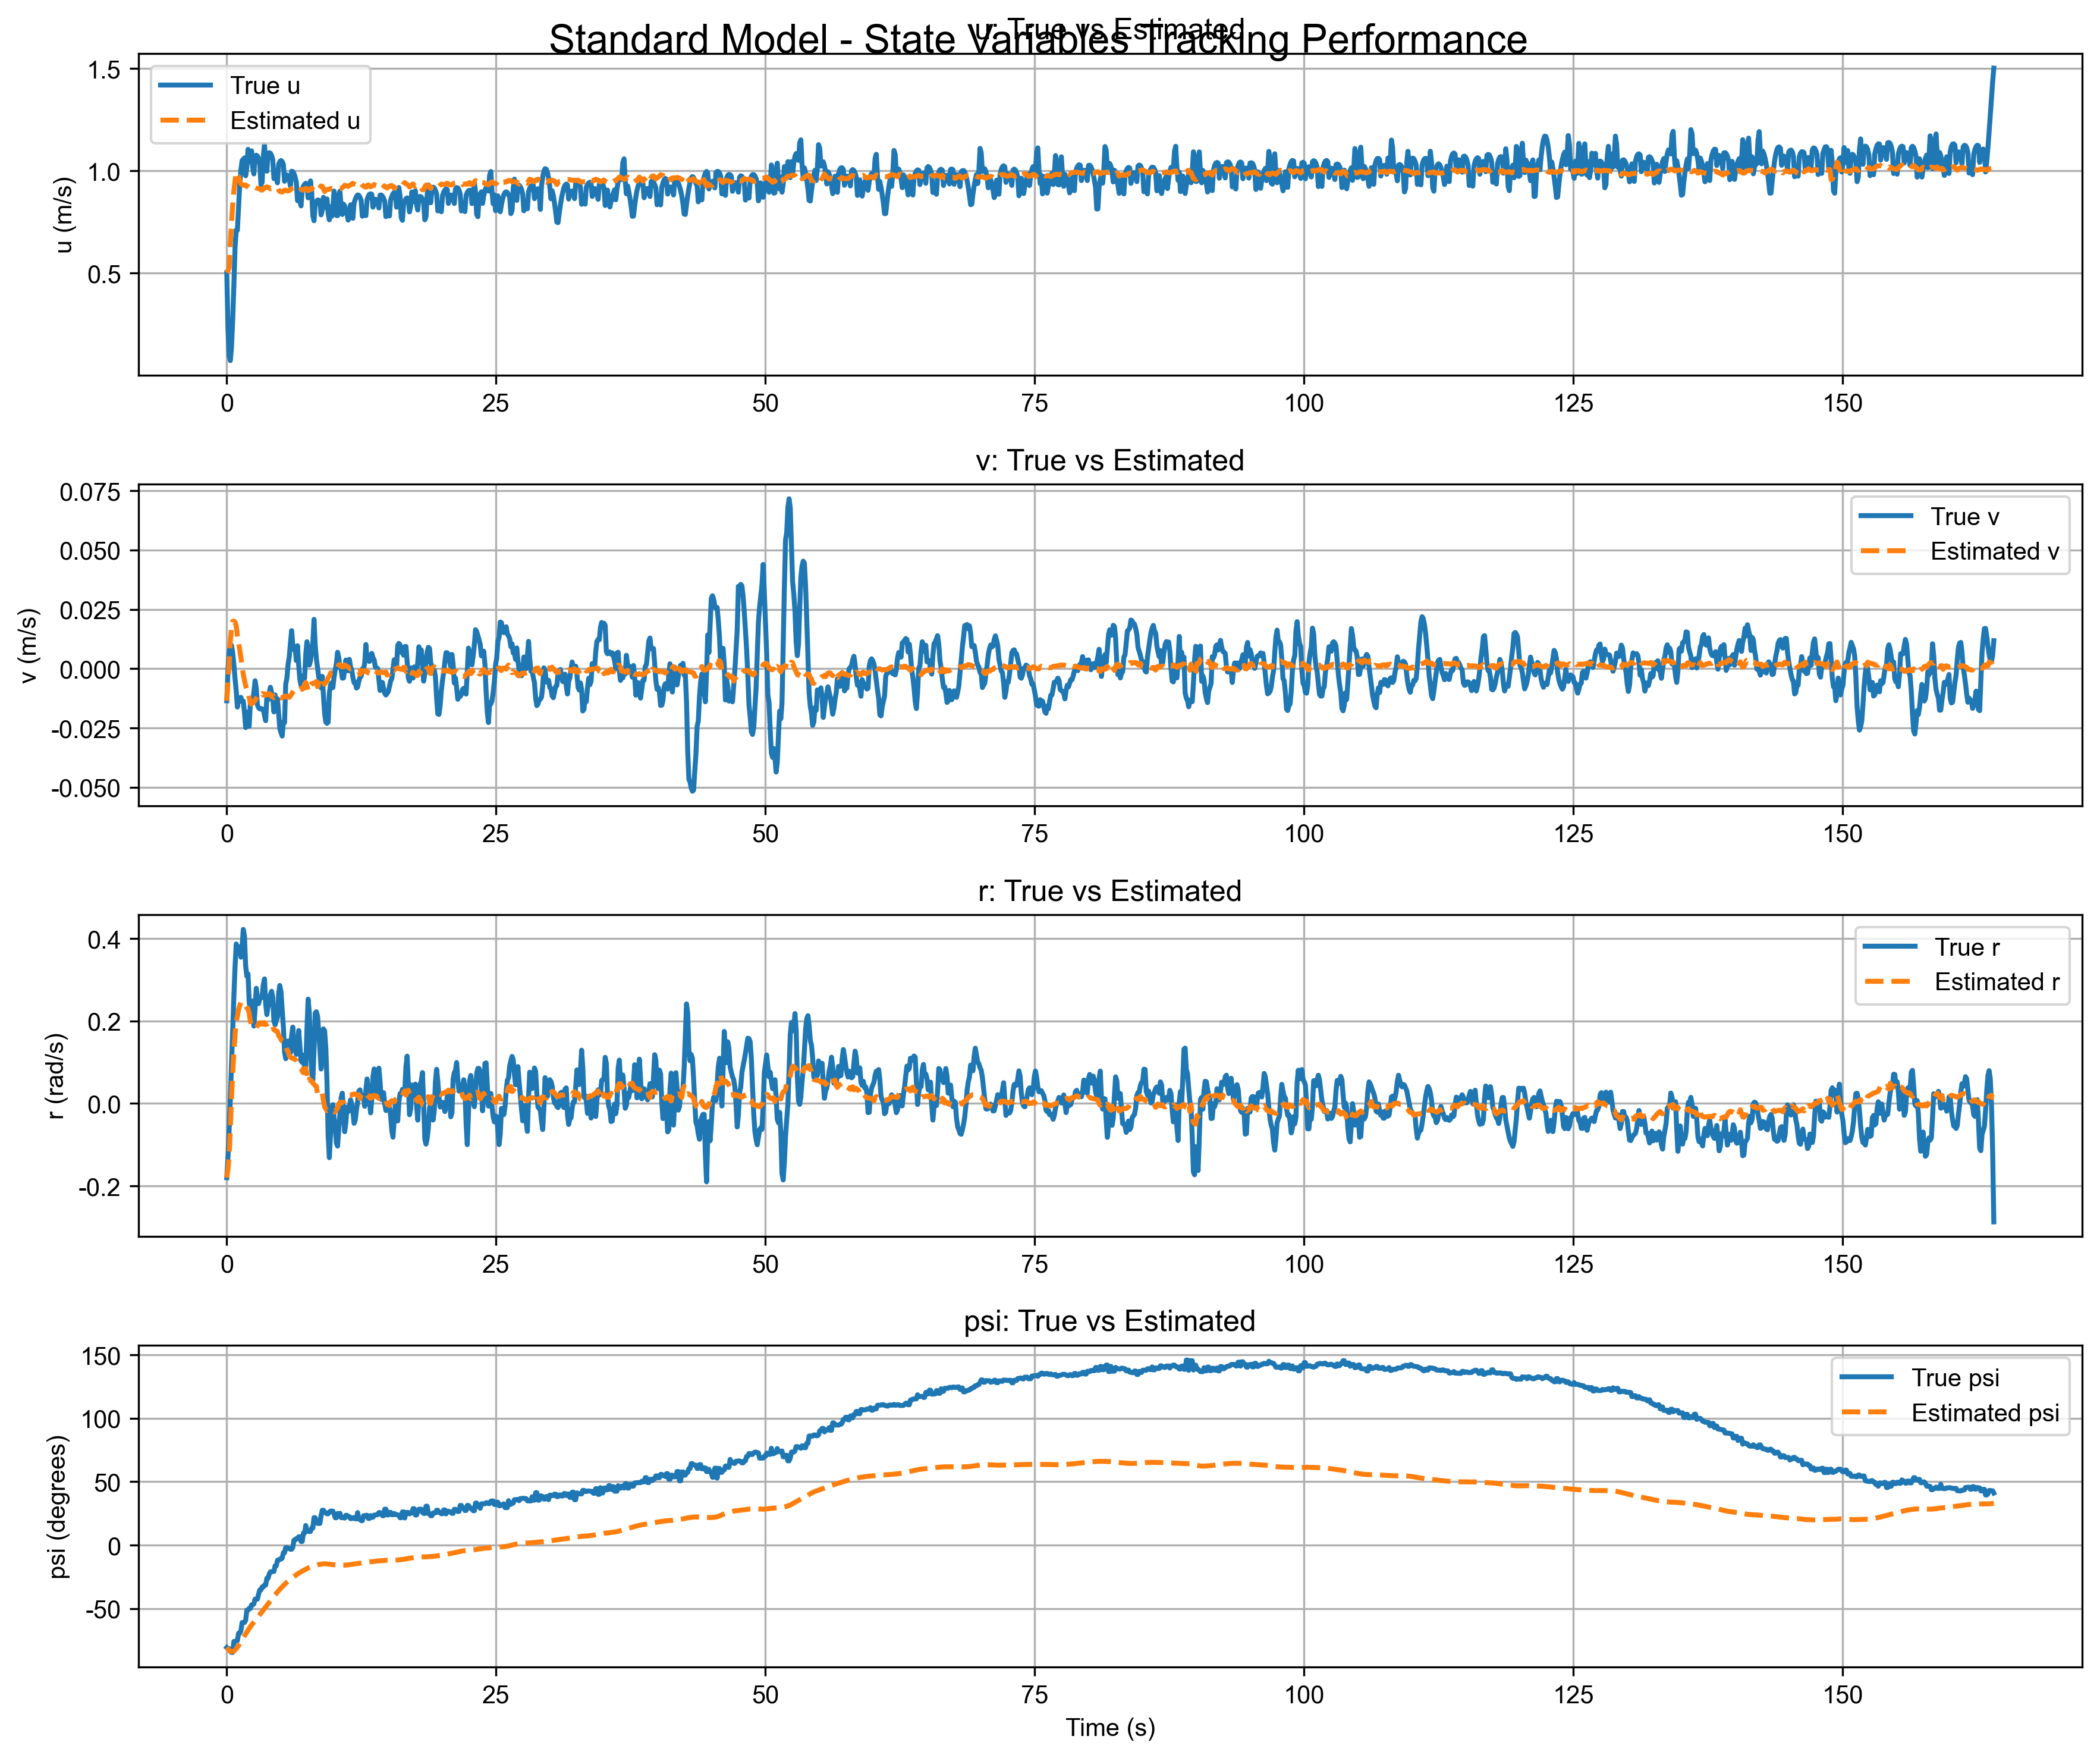 u: True vs Estimated
Standard Model - State Variables Tracking Performance
1.5
1.0
0.5
u (m/s)
True u
Estimated u
0 25 50 75 100 125 150
v: True vs Estimated
0.075
0.050
0.025
0.000
-0.025
-0.050
v (m/s)
True v
Estimated v
0 25 50 75 100 125 150
r: True vs Estimated
0.4
0.2
0.0
-0.2
r (rad/s)
True r
Estimated r
0 25 50 75 100 125 150
psi: True vs Estimated
150
100
50
0
-50
psi (degrees)
True psi
Estimated psi
0 25 50 75 100 125 150
Time (s)